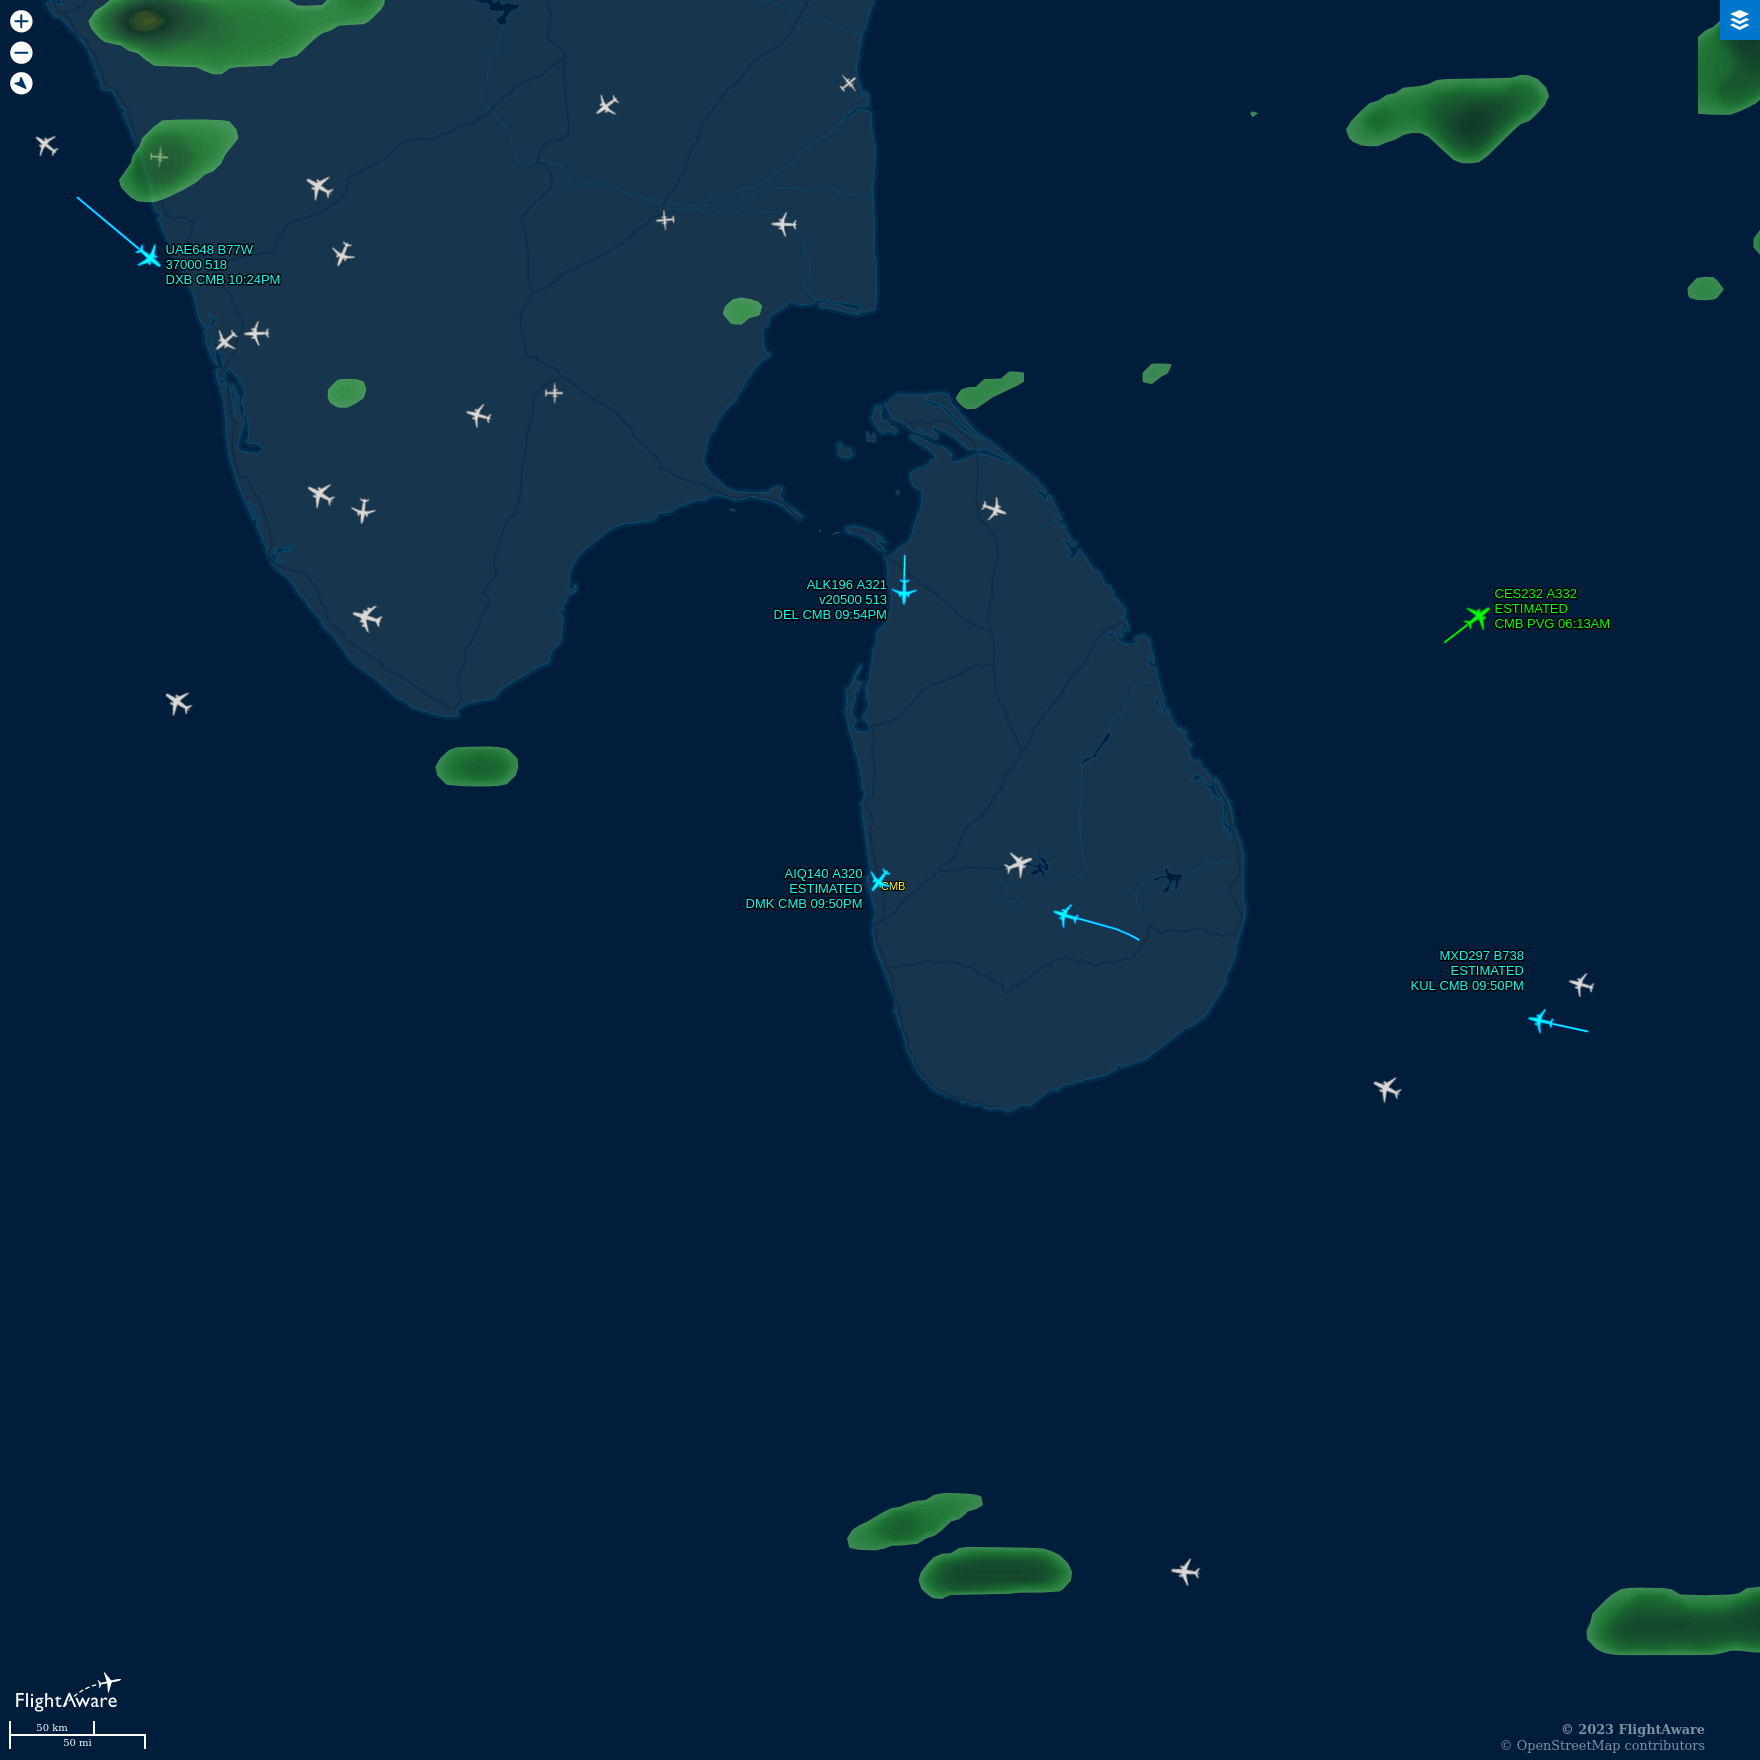 UAE648 B77W
37000 518
DXB CMB 10:24PM
ALK196 A321
v20500 513
DEL CMB 09:54PM
CES232 A332
ESTIMATED
CMB PVG 06:13AM
AIQ140 A320
ESTIMATED
DMK CMB 09:50PM
CMB
MXD297 B738
ESTIMATED
KUL CMB 09:50PM
FlightAware
50 km
50 mi
© 2023 FlightAware
© OpenStreetMap contributors